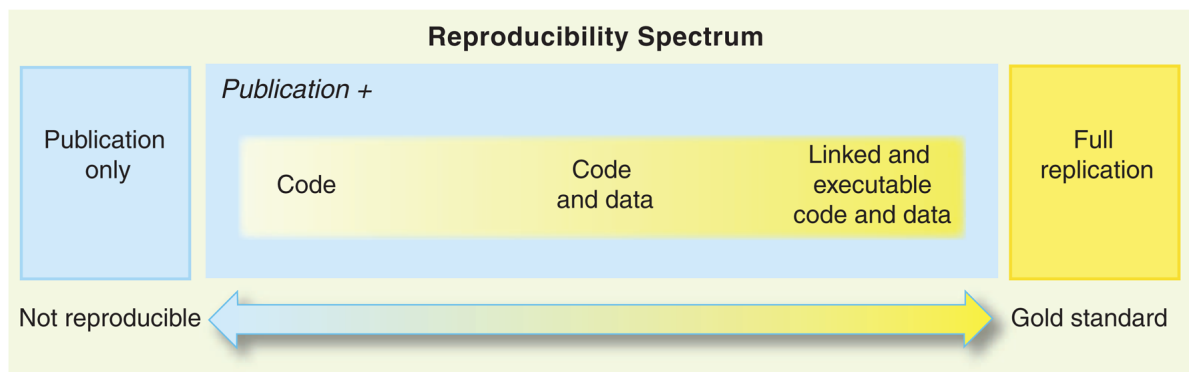 Reproducibility Spectrum
Publication
only
Publication +
Code
Code
and data
Linked and
executable
code and data
Full
replication
Not reproducible
Gold standard